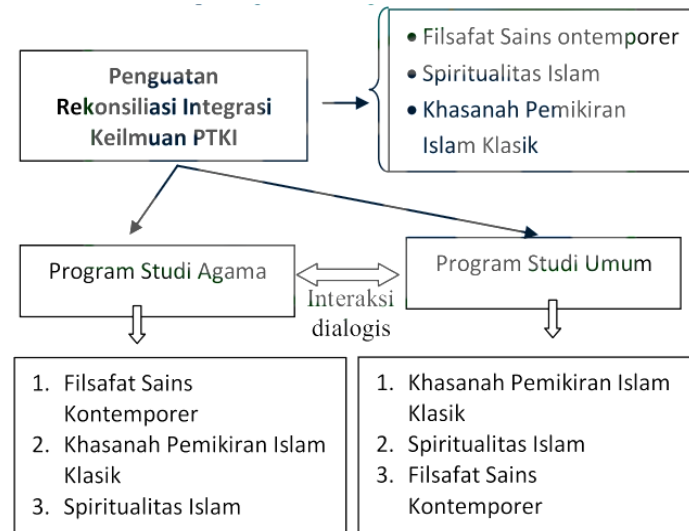 Penguatan
Rekonsiliasi Integrasi
Keilmuan PTKI
• Filsafat Sains ontemporer
• Spiritualitas Islam
• Khasanah Pemikiran
Islam Klasik
Program Studi Agama
Interaksi
dialogis
Program Studi Umum
1. Filsafat Sains
Kontemporer
2. Khasanah Pemikiran Islam
Klasik
3. Spiritualitas Islam
1. Khasanah Pemikiran Islam
Klasik
2. Spiritualitas Islam
3. Filsafat Sains
Kontemporer